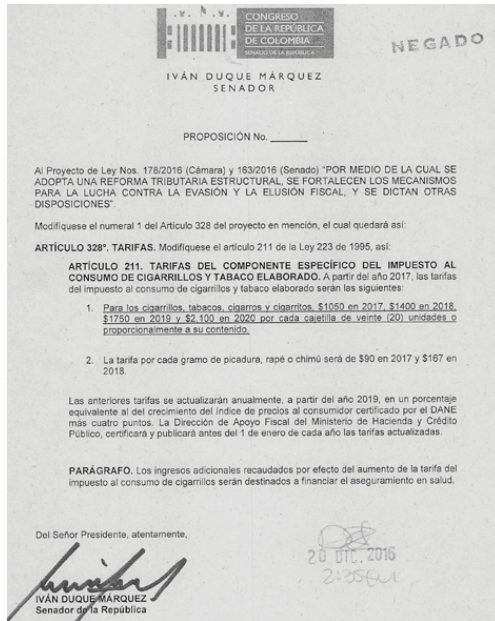 CONGRESO
DE LA REPÚBLICA
DE COLOMBIA
SENADO DE LA REPÚBLICA
NEGADO
IVÁN DUQUE MÁRQUEZ
SENADOR
PROPOSICIÓN No. ______
Al Proyecto de Ley Nos. 178/2016 (Cámara) y 163/2016 (Senado) "POR MEDIO DE LA CUAL SE
ADOPTA UNA REFORMA TRIBUTARIA ESTRUCTURAL, SE FORTALECEN LOS MECANISMOS
PARA LA LUCHA CONTRA LA EVASIÓN Y LA ELUSIÓN FISCAL, Y SE DICTAN OTRAS
DISPOSICIONES".
Modifíquese el numeral 1 del Artículo 328 del proyecto en mención, el cual quedará así:
ARTÍCULO 328°. TARIFAS. Modifíquese el artículo 211 de la Ley 223 de 1995, así:
ARTÍCULO 211. TARIFAS DEL COMPONENTE ESPECÍFICO DEL IMPUESTO AL
CONSUMO DE CIGARRILLOS Y TABACO ELABORADO. A partir del año 2017, las tarifas
del impuesto al consumo de cigarrillos y tabaco elaborado serán las siguientes:
1. Para los cigarrillos, tabacos, cigarros y cigarritos, $1050 en 2017, $1400 en 2018,
$1750 en 2019 y $2.100 en 2020 por cada cajetilla de veinte (20) unidades o
proporcionalmente a su contenido.
2. La tarifa por cada gramo de picadura, rapé o chimú será de $90 en 2017 y $167 en
2018.
Las anteriores tarifas se actualizarán anualmente, a partir del año 2019, en un porcentaje
equivalente al del crecimiento del índice de precios al consumidor certificado por el DANE
más cuatro puntos. La Dirección de Apoyo Fiscal del Ministerio de Hacienda y Crédito
Público, certificará y publicará antes del 1 de enero de cada año las tarifas actualizadas.
PARÁGRAFO. Los ingresos adicionales recaudados por efecto del aumento de la tarifa del
impuesto al consumo de cigarrillos serán destinados a financiar el aseguramiento en salud.
Del Señor Presidente, atentamente,
20 DIC. 2016
2:35pm
IVÁN DUQUE MÁRQUEZ
Senador de la República